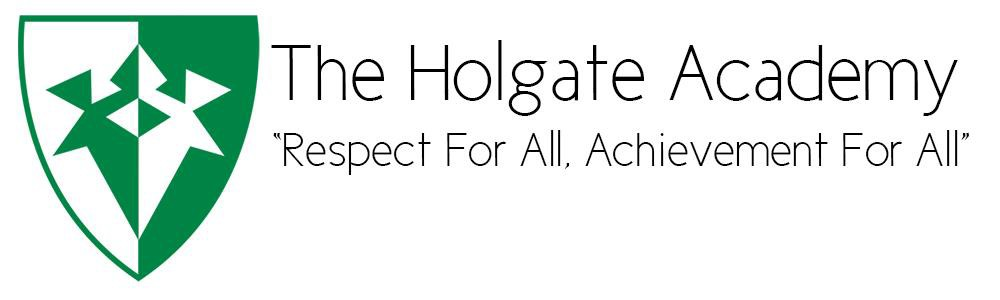 The Holgate Academy
“Respect For All, Achievement For All”